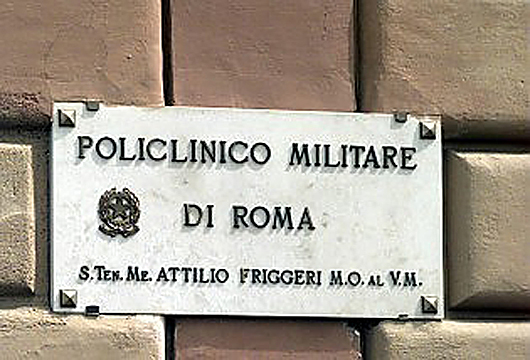 POLICLINICO MILITARE
DI ROMA
S.TEN. ME. ATTILIO FRIGGERI M.O. AL V.M.